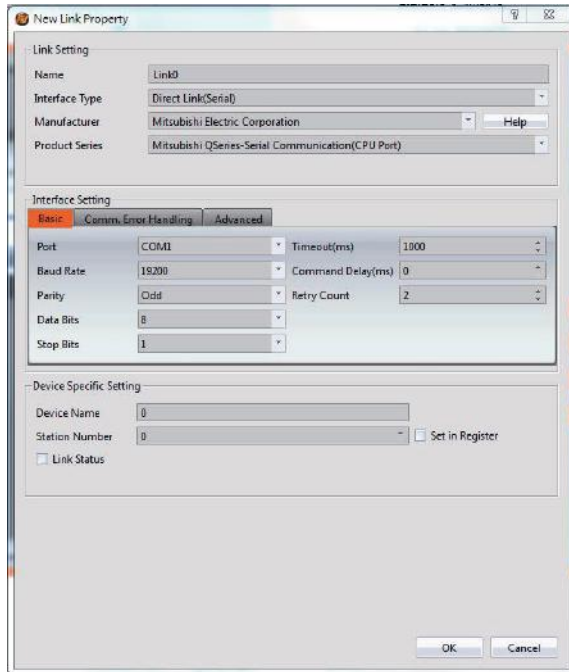 New Link Property
Link Setting
Name Link0
Interface Type Direct Link(Serial)
Manufacturer Mitsubishi Electric Corporation Help
Product Series Mitsubishi QSeries-Serial Communication(CPU Port)
Interface Setting
Basic Comm. Error Handling Advanced
Port COM1 Timeout(ms) 1000
Baud Rate 19200 Command Delay(ms) 0
Parity Odd Retry Count 2
Data Bits 8
Stop Bits 1
Device Specific Setting
Device Name 0
Station Number 0 Set in Register
Link Status
OK Cancel